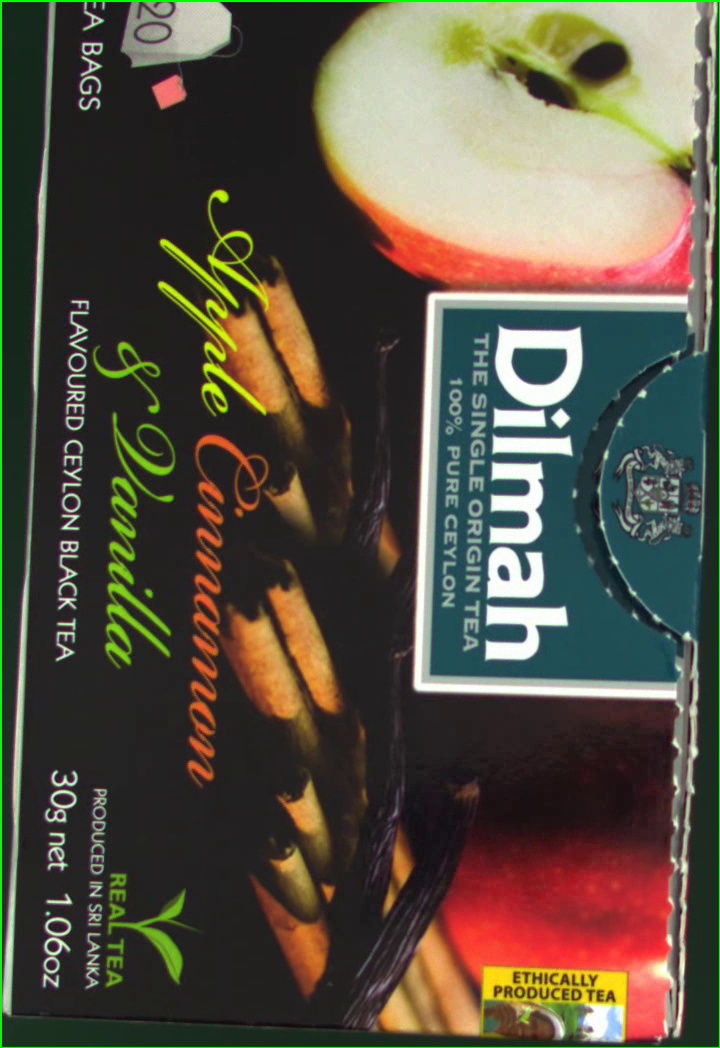 Dilmah
THE SINGLE ORIGIN TEA
100% PURE CEYLON
Apple Cinnamon
& Vanilla
FLAVOURED CEYLON BLACK TEA
20
EA BAGS
REAL TEA
PRODUCED IN SRI LANKA
30g net 1.06oz
ETHICALLY
PRODUCED TEA